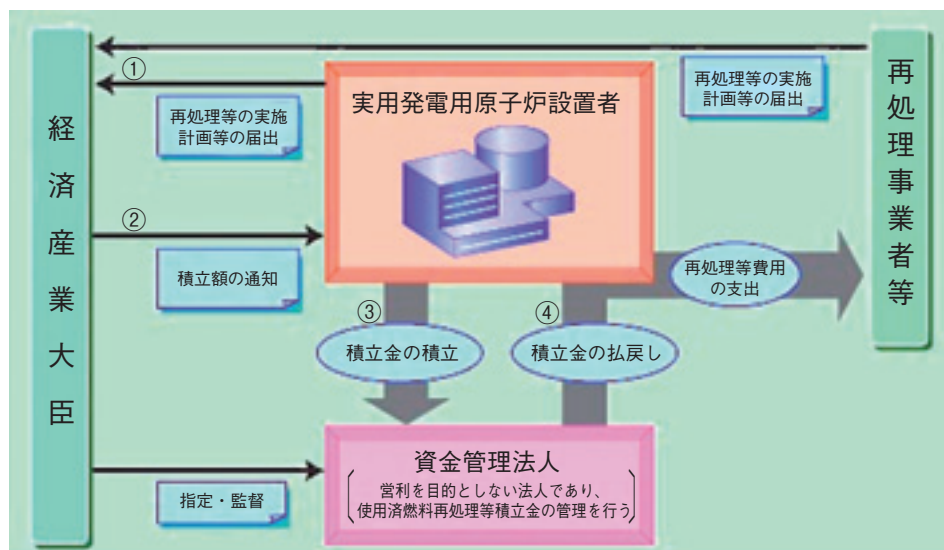 経済産業大臣
①
再処理等の実施
計画等の届出
②
積立額の通知
指定・監督
実用発電用原子炉設置者
③
積立金の積立
④
積立金の払戻し
資金管理法人
営利を目的としない法人であり、
使用済燃料再処理等積立金の管理を行う
再処理等の実施
計画等の届出
再処理等費用
の支出
再処理事業者等